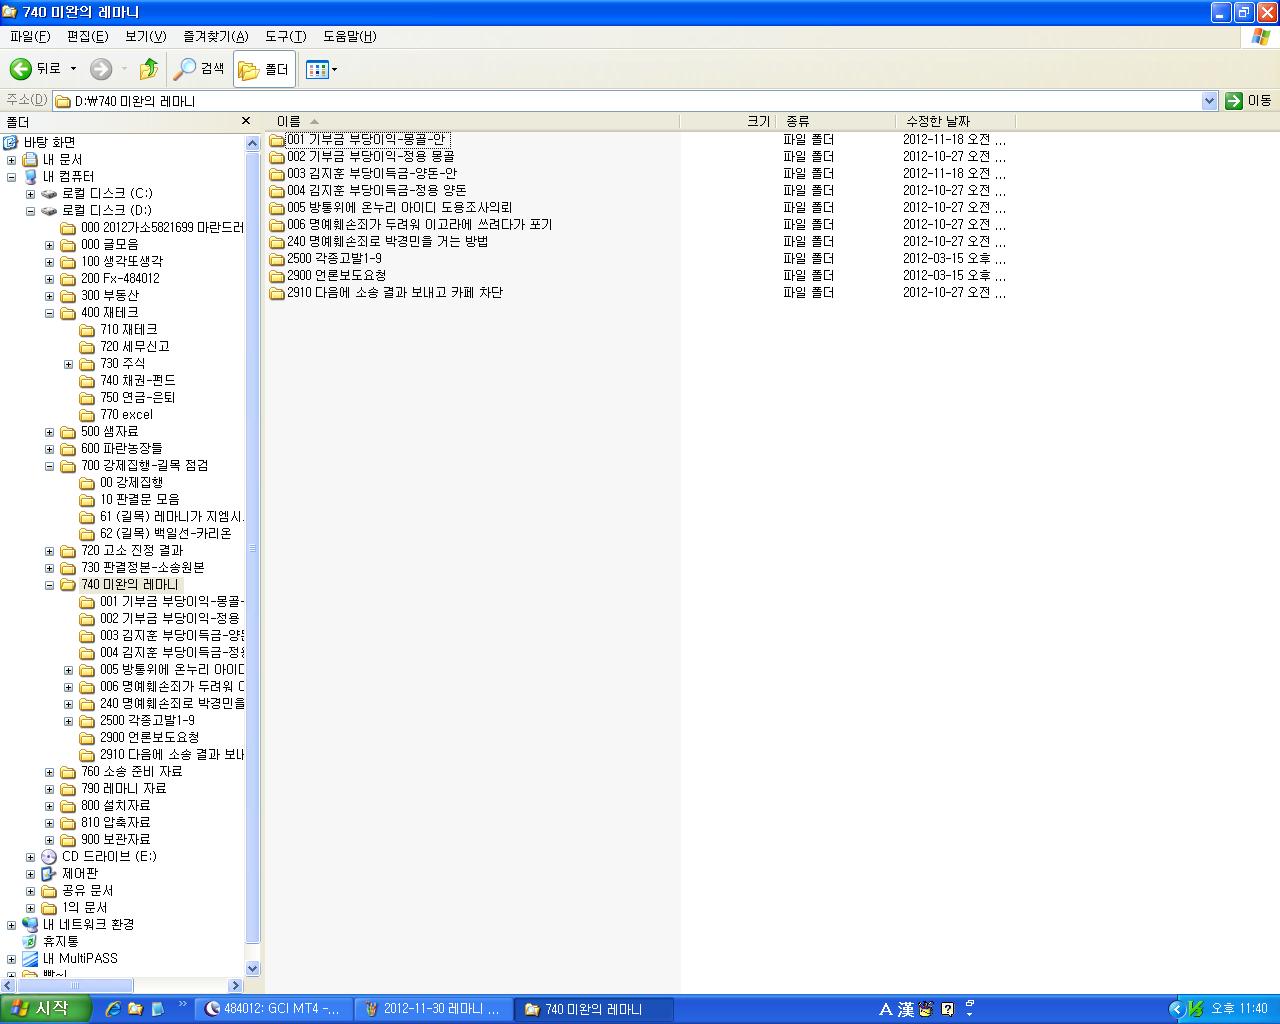 740 미완의 레마니
파일(F) 편집(E) 보기(V) 즐겨찾기(A) 도구(T) 도움말(H)
뒤로 검색 폴더
주소(D) D:\740 미완의 레마니 이동
폴더
바탕 화면
내 문서
내 컴퓨터
로컬 디스크 (C:)
로컬 디스크 (D:)
000 2012가소5821699 마란드러
000 글모음
100 생각또생각
200 Fx-484012
300 부동산
400 재테크
710 재테크
720 세무신고
730 주식
740 채권-펀드
750 연금-은퇴
770 excel
500 샘자료
600 파란농장들
700 강제집행-길목 점검
00 강제집행
10 판결문 모음
61 (길목) 레마니가 지엠시.
62 (길목) 백일선-카리온
720 고소 진정 결과
730 판결정본-소송원본
740 미완의 레마니
001 기부금 부당이익-몽골-
002 기부금 부당이익-정용
003 김지훈 부당이득금-양돈
004 김지훈 부당이득금-정용
005 방통위에 온누리 아이디
006 명예훼손죄가 두려워 이
240 명예훼손죄로 박경민을
2500 각종고발1-9
2900 언론보도요청
2910 다음에 소송 결과 보내
760 소송 준비 자료
790 레마니 자료
800 설치자료
810 압축자료
900 보관자료
CD 드라이브 (E:)
제어판
공유 문서
1의 문서
내 네트워크 환경
휴지통
내 MultiPASS
이름 크기 종류 수정한 날짜
001 기부금 부당이익-몽골-안 파일 폴더 2012-11-18 오전 ...
002 기부금 부당이익-정용 몽골 파일 폴더 2012-10-27 오전 ...
003 김지훈 부당이득금-양돈-안 파일 폴더 2012-11-18 오전 ...
004 김지훈 부당이득금-정용 양돈 파일 폴더 2012-10-27 오전 ...
005 방통위에 온누리 아이디 도용조사의뢰 파일 폴더 2012-10-27 오전 ...
006 명예훼손죄가 두려워 이고라에 쓰려다가 포기 파일 폴더 2012-10-27 오전 ...
240 명예훼손죄로 박경민을 거는 방법 파일 폴더 2012-10-27 오전 ...
2500 각종고발1-9 파일 폴더 2012-03-15 오후 ...
2900 언론보도요청 파일 폴더 2012-03-15 오후 ...
2910 다음에 소송 결과 보내고 카페 차단 파일 폴더 2012-10-27 오전 ...
시작 484012: GCI MT4 -... 2012-11-30 레마니 ... 740 미완의 레마니 A 漢 오후 11:40